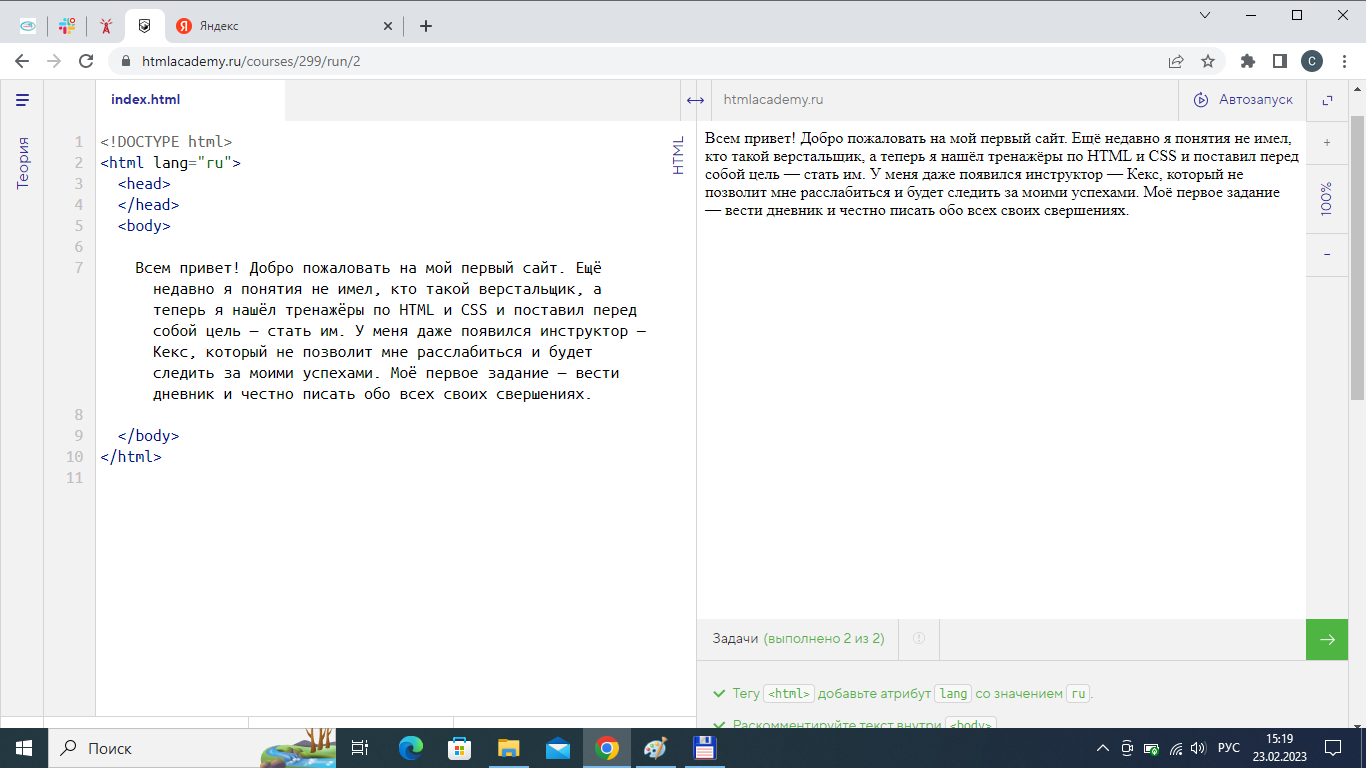 Яндекс
htmlacademy.ru/courses/299/run/2
C
index.html
htmlacademy.ru
Автозапуск
Теория
HTML
1 <!DOCTYPE html>
2 <html lang="ru">
3 <head>
4 </head>
5 <body>
6
7 Всем привет! Добро пожаловать на мой первый сайт. Ещё
недавно я понятия не имел, кто такой верстальщик, а
теперь я нашёл тренажёры по HTML и CSS и поставил перед
собой цель — стать им. У меня даже появился инструктор —
Кекс, который не позволит мне расслабиться и будет
следить за моими успехами. Моё первое задание — вести
дневник и честно писать обо всех своих свершениях.
8
9 </body>
10 </html>
11
Всем привет! Добро пожаловать на мой первый сайт. Ещё недавно я понятия не имел,
кто такой верстальщик, а теперь я нашёл тренажёры по HTML и CSS и поставил перед
собой цель — стать им. У меня даже появился инструктор — Кекс, который не
позволит мне расслабиться и будет следить за моими успехами. Моё первое задание
— вести дневник и честно писать обо всех своих свершениях.
+
100%
−
Задачи (выполнено 2 из 2)
Тегу <html> добавьте атрибут lang со значением ru.
Раскомментируйте текст внутри <body>
Поиск
РУС
15:19
23.02.2023